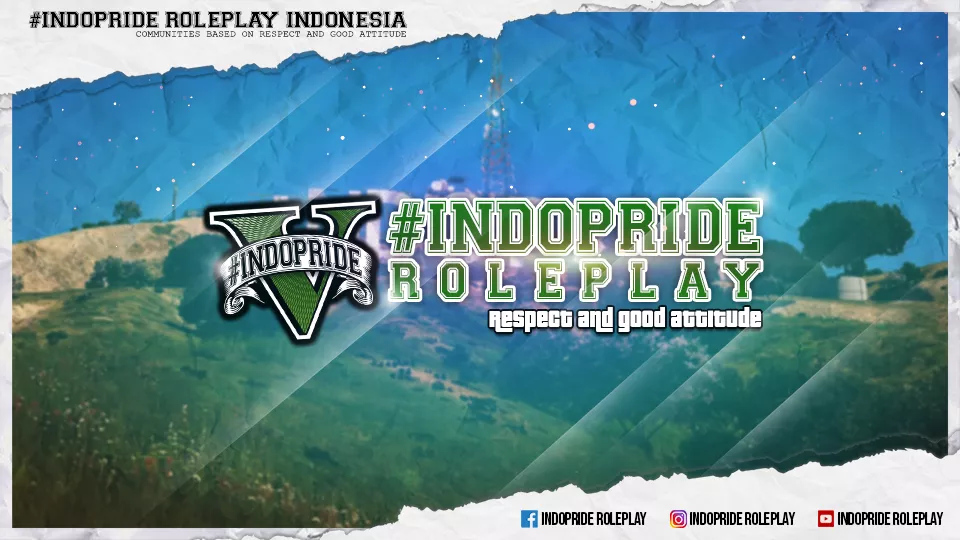 #INDOPRIDE ROLEPLAY INDONESIA
COMMUNITIES BASED ON RESPECT AND GOOD ATTITUDE
#INDOPRIDE
#INDOPRIDE
ROLEPLAY
Respect and good attitude
INDOPRIDE ROLEPLAY
INDOPRIDE ROLEPLAY
INDOPRIDE ROLEPLAY